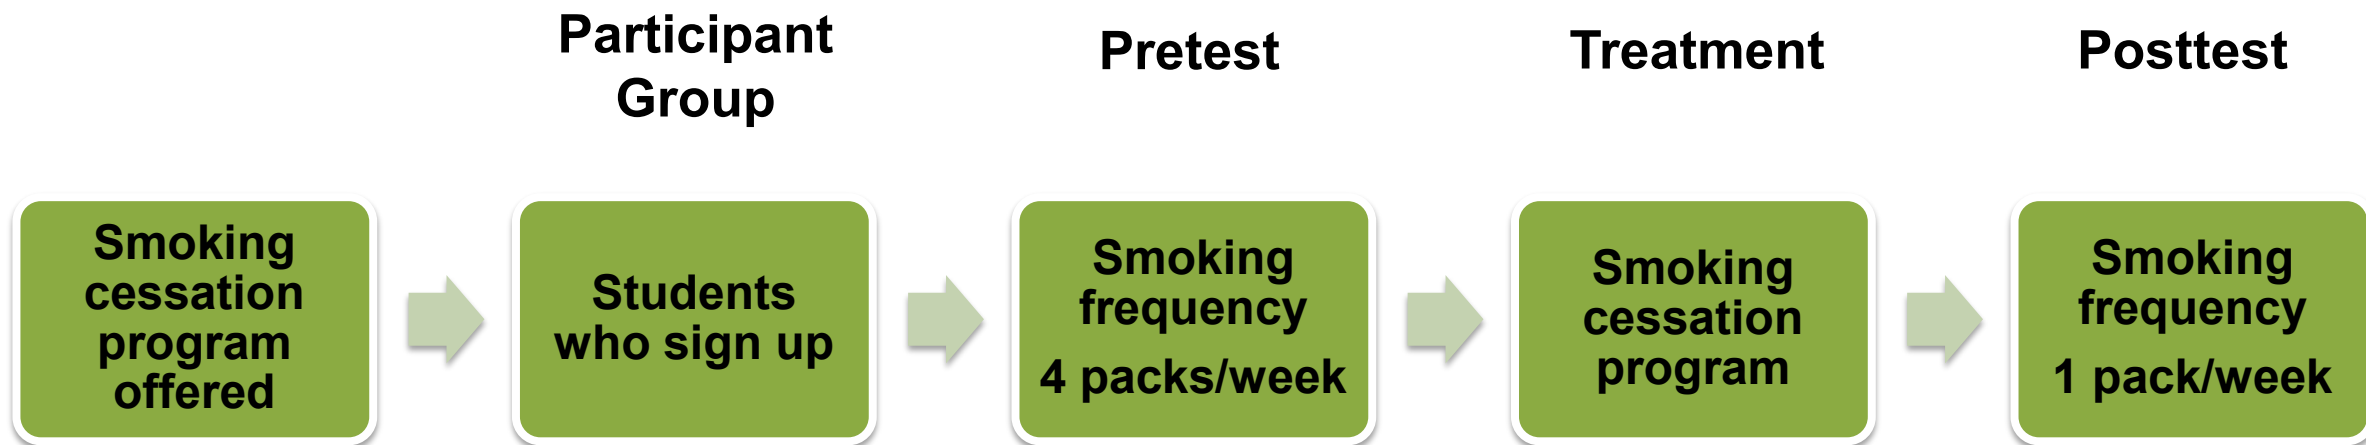 Participant
Group
Pretest
Treatment
Posttest
Smoking
cessation
program
offered
Students
who sign up
Smoking
frequency
4 packs/week
Smoking
cessation
program
Smoking
frequency
1 pack/week